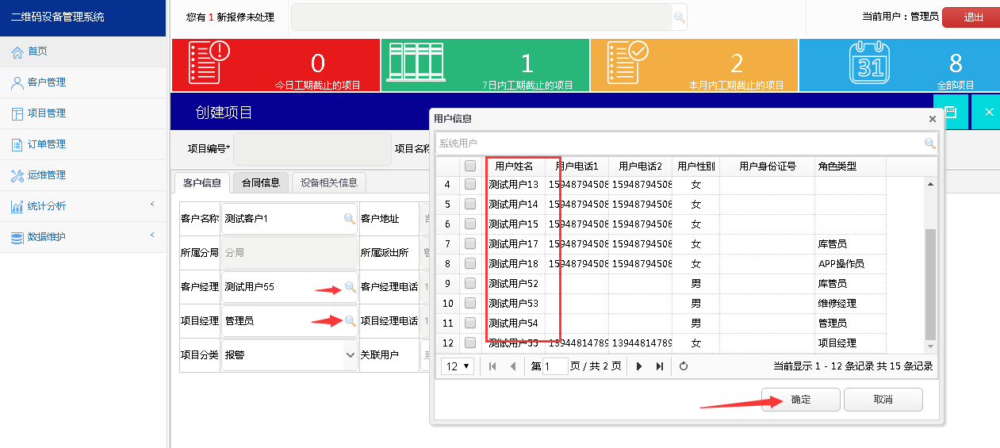 二维码设备管理系统
您有 1 新报修未处理
当前用户：管理员
退出
首页
客户管理
项目管理
订单管理
运维管理
统计分析
数据维护
0
今日工期截止的项目
1
7日内工期截止的项目
2
本月内工期截止的项目
31
8
全部项目
创建项目
项目编号*
项目名称
客户信息
合同信息
设备相关信息
客户名称 测试客户1 客户地址
所属分局 分局 所属派出所
客户经理 测试用户55 客户经理电话 1
项目经理 管理员 项目经理电话 1
项目分类 报警 关联用户
用户信息
系统用户
用户姓名 用户电话1 用户电话2 用户性别 用户身份证号 角色类型
4 测试用户13 15948794508 15948794508 女
5 测试用户14 15948794508 15948794508 女
6 测试用户15 15948794508 15948794508 女
7 测试用户17 15948794508 15948794508 女 库管员
8 测试用户18 15948794508 15948794508 女 APP操作员
9 测试用户52 男 库管员
10 测试用户53 男 维修经理
11 测试用户54 男 管理员
12 测试用户55 15944814789 13944814789 女 项目经理
12 第 1 页 / 共 2 页 当前显示 1 - 12 条记录 共 15 条记录
确定
取消